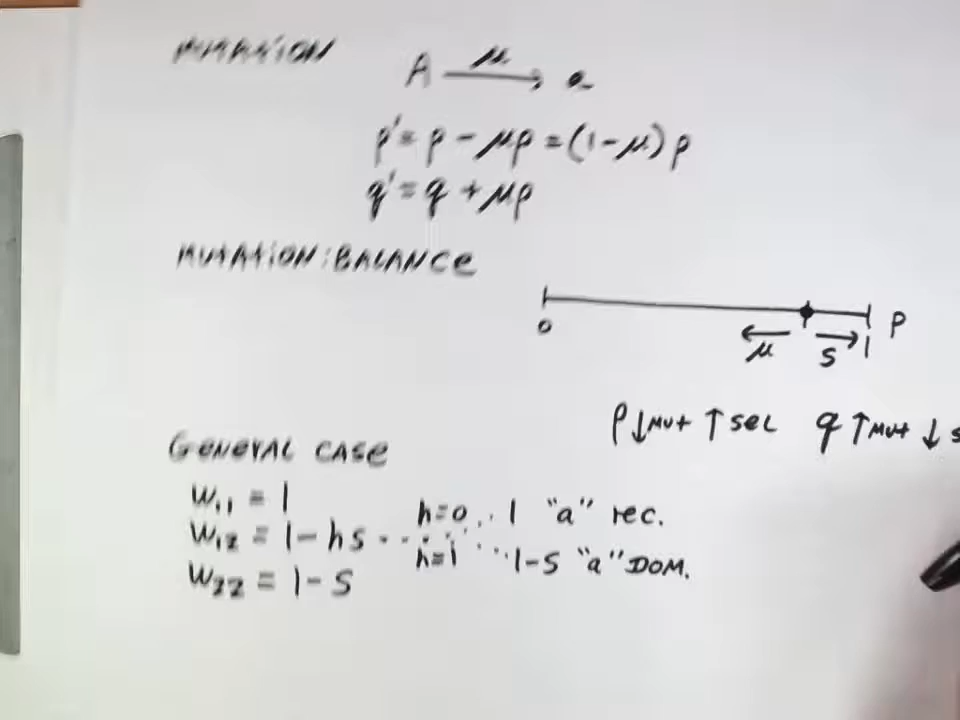 MUTATION A μ→ a
p' = p - μp = (1-μ) p
q' = q + μp
MUTATION: BALANCE
0 ←μ s→ 1 p
p↓mut ↑sel q↑mut ↓s
GENERAL CASE
W₁₁ = 1
W₁₂ = 1 - hs ..... h=0 ... 1 "a" rec.
h=1 ... 1-s "a" DOM.
W₂₂ = 1 - s